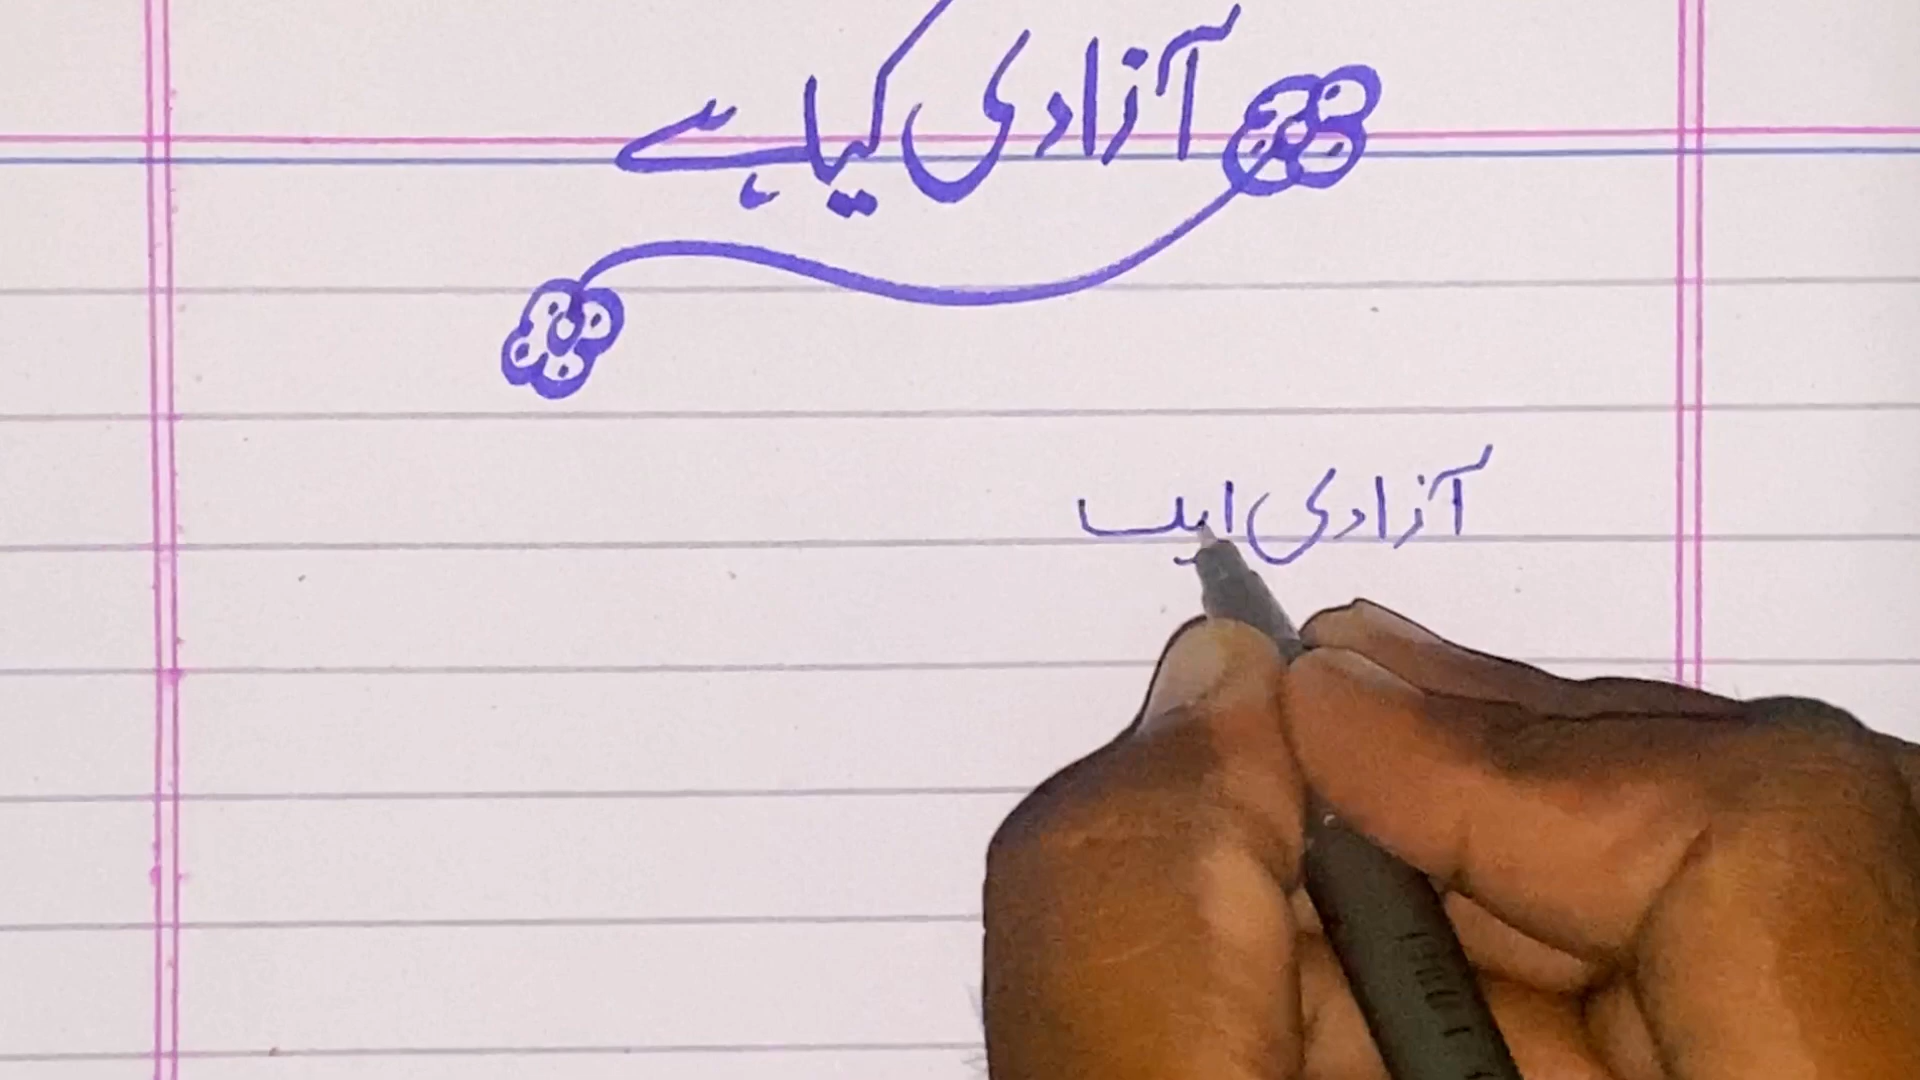 آزادی کیا ہے
آزادی ایک